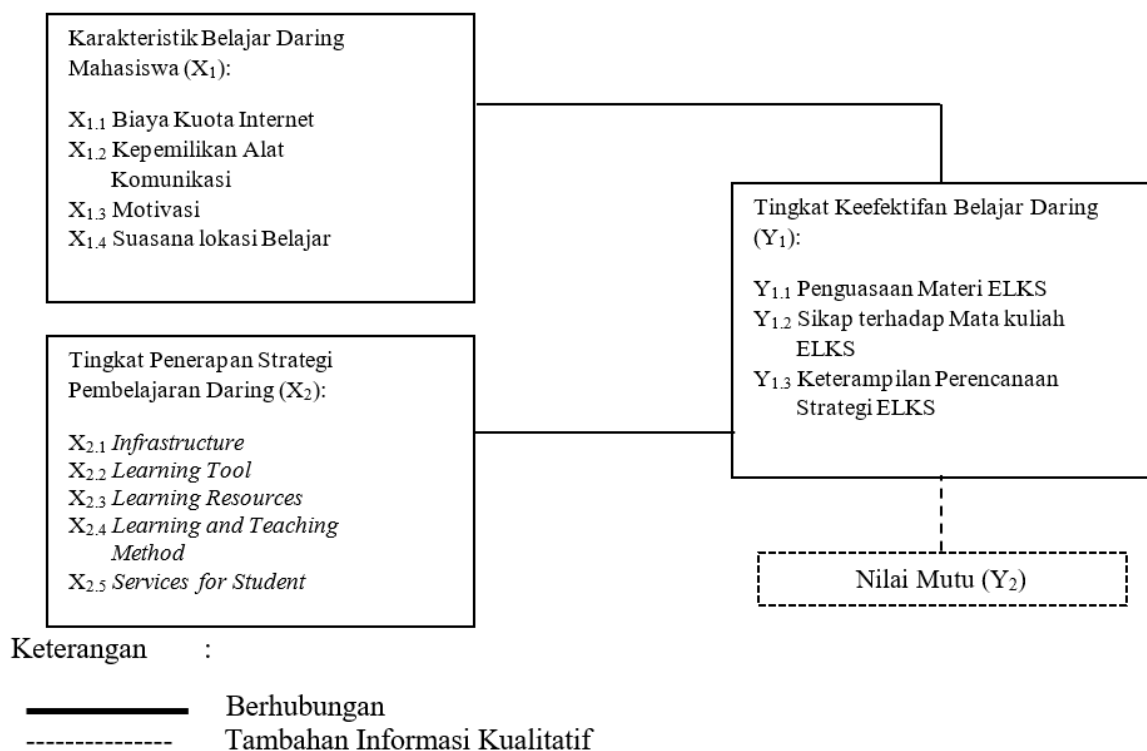 Karakteristik Belajar Daring
Mahasiswa (X₁):
X₁.₁ Biaya Kuota Internet
X₁.₂ Kepemilikan Alat
Komunikasi
X₁.₃ Motivasi
X₁.₄ Suasana lokasi Belajar
Tingkat Penerapan Strategi
Pembelajaran Daring (X₂):
X₂.₁ Infrastructure
X₂.₂ Learning Tool
X₂.₃ Learning Resources
X₂.₄ Learning and Teaching
Method
X₂.₅ Services for Student
Tingkat Keefektifan Belajar Daring
(Y₁):
Y₁.₁ Penguasaan Materi ELKS
Y₁.₂ Sikap terhadap Mata kuliah
ELKS
Y₁.₃ Keterampilan Perencanaan
Strategi ELKS
Nilai Mutu (Y₂)
Keterangan :
Berhubungan
Tambahan Informasi Kualitatif